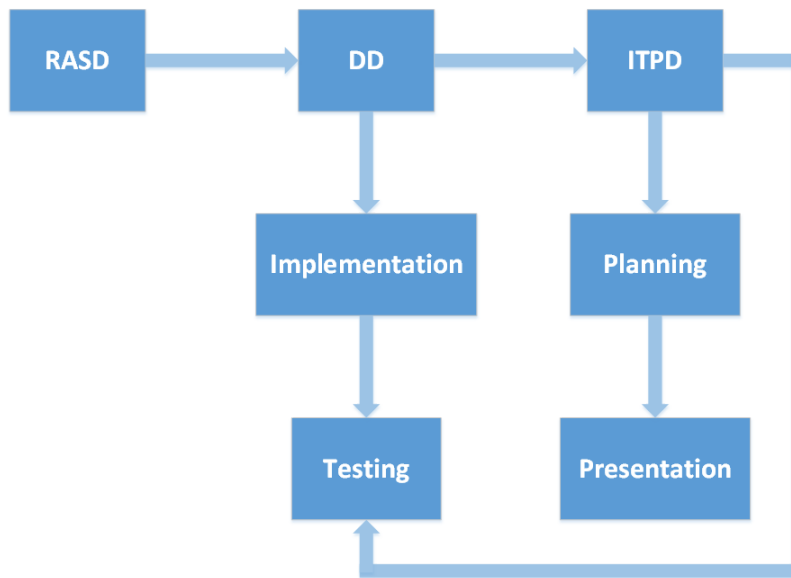 RASD
DD
ITPD
Implementation
Planning
Testing
Presentation